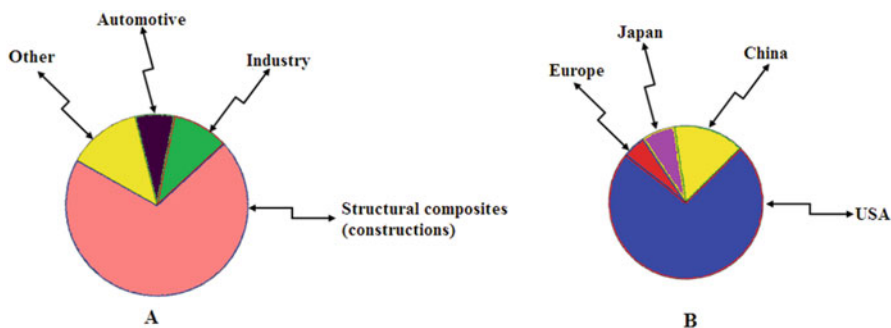 Automotive
Other
Industry
Structural composites
(constructions)
A
Japan
Europe
China
USA
B